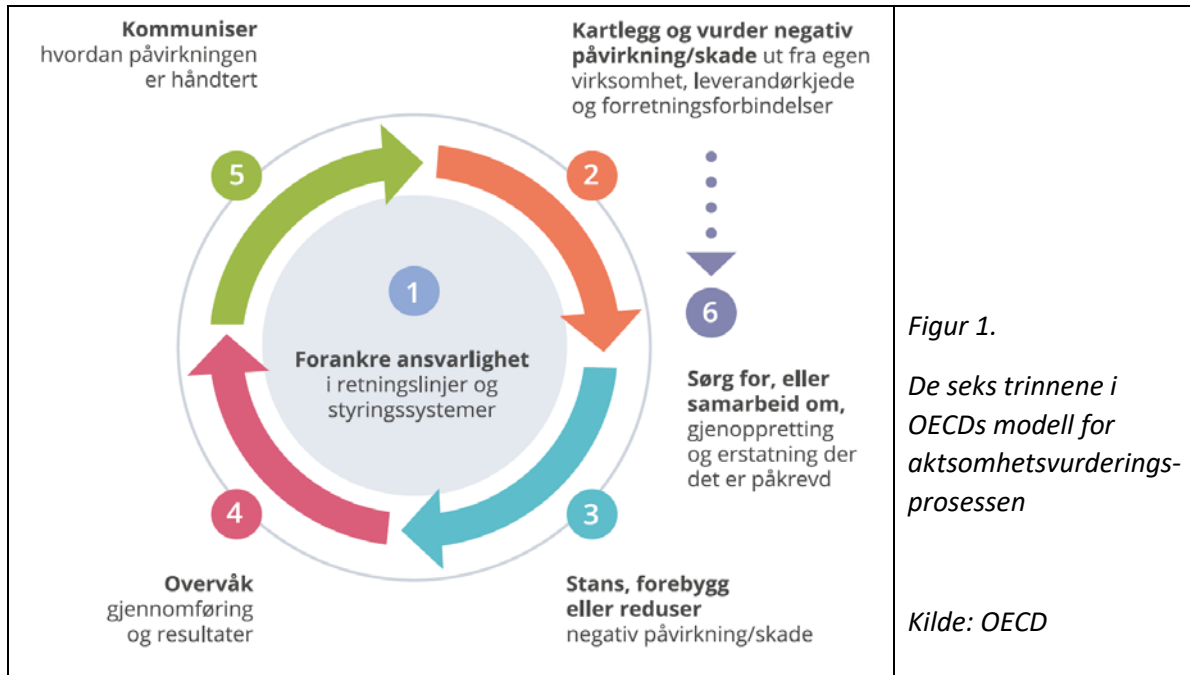 Kommuniser
hvordan påvirkningen
er håndtert
5
Kartlegg og vurder negativ
påvirkning/skade ut fra egen
virksomhet, leverandørkjede
og forretningsforbindelser
2
1
Forankre ansvarlighet
i retningslinjer og
styringssystemer
6
Sørg for, eller
samarbeid om,
gjenoppretting
og erstatning der
det er påkrevd
4
Overvåk
gjennomføring
og resultater
3
Stans, forebygg
eller reduser
negativ påvirkning/skade
Figur 1.
De seks trinnene i
OECDs modell for
aktsomhetsvurderings-
prosessen
Kilde: OECD